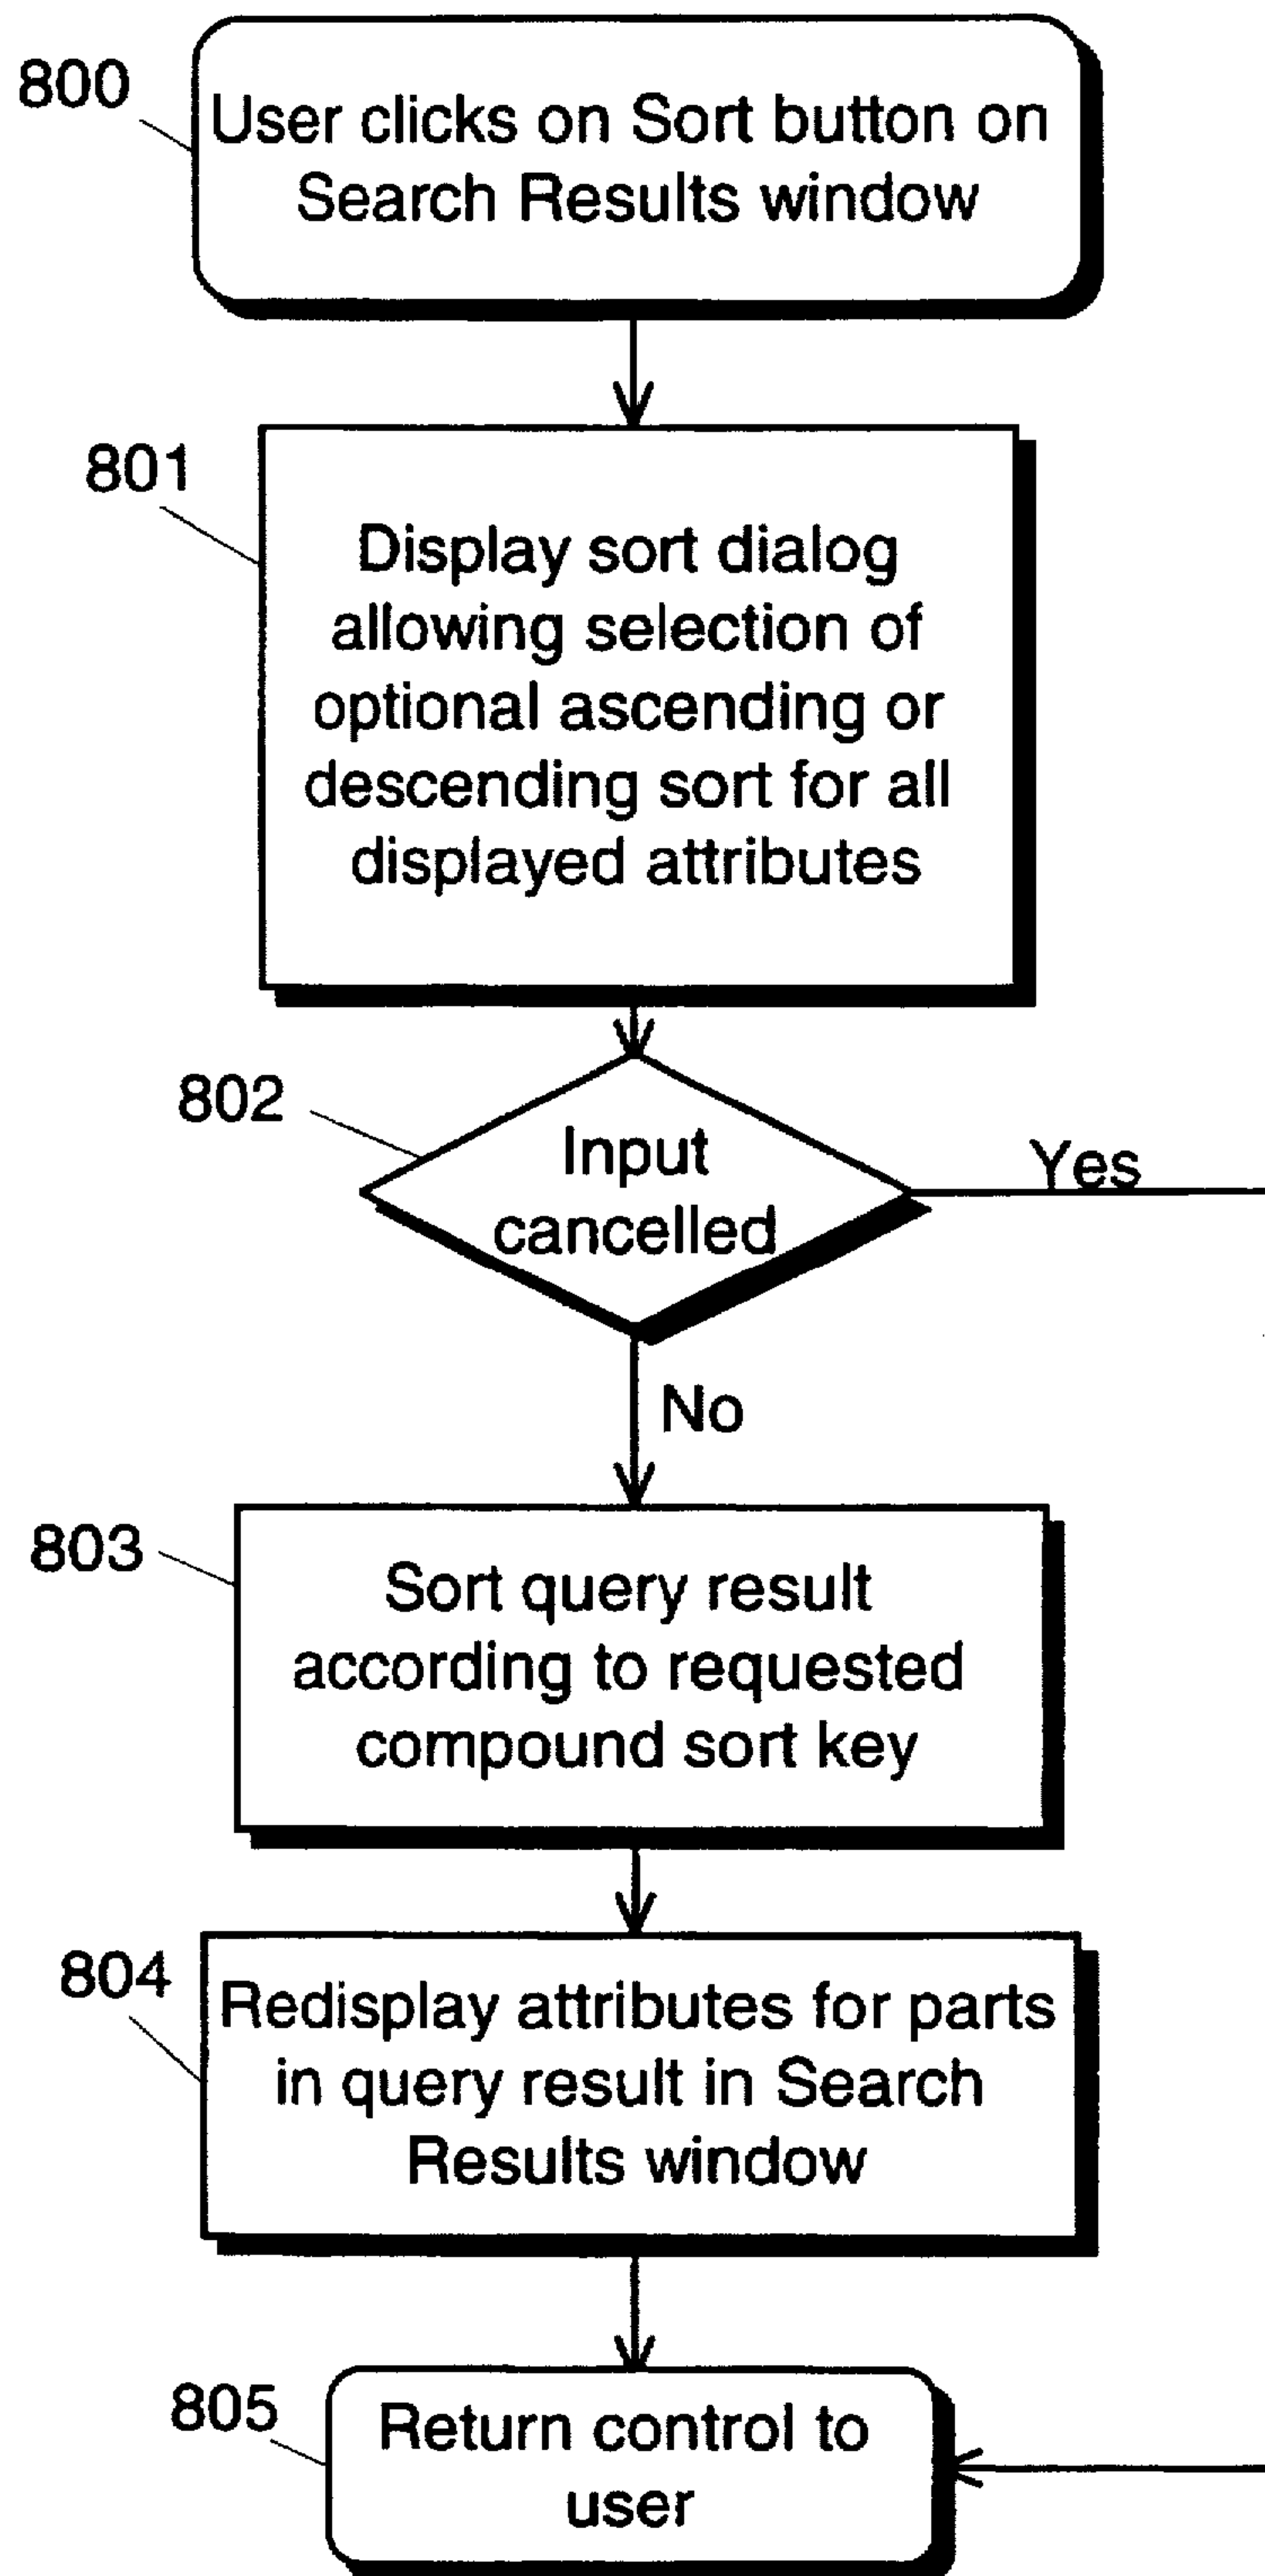 800
User clicks on Sort button on
Search Results window
801
Display sort dialog
allowing selection of
optional ascending or
descending sort for all
displayed attributes
802
Input
cancelled
Yes
No
803
Sort query result
according to requested
compound sort key
804
Redisplay attributes for parts
in query result in Search
Results window
805
Return control to
user